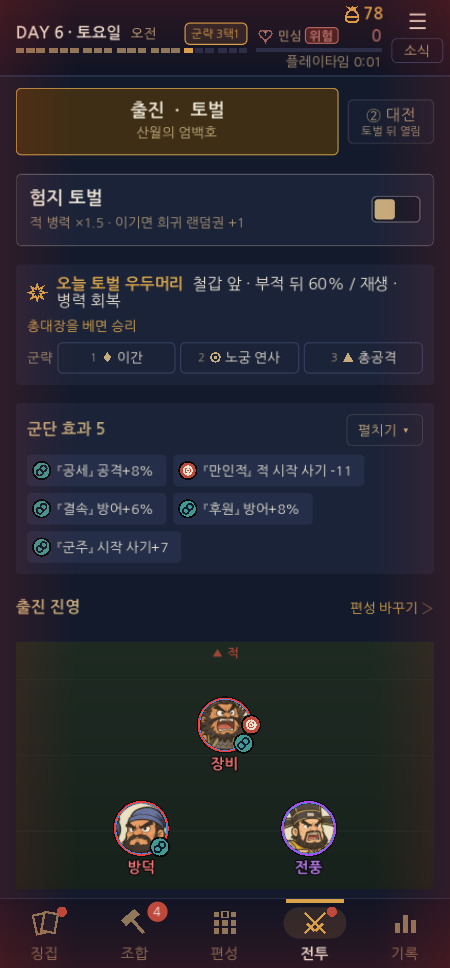 78
DAY 6 · 토요일 오전
군략 3택1
민심 위험 0
소식
플레이타임 0:01
출진 · 토벌
산월의 엄백호
② 대전
토벌 뒤 열림
험지 토벌
적 병력 ×1.5 · 이기면 희귀 랜덤권 +1
오늘 토벌 우두머리 철갑 앞 · 부적 뒤 60% / 재생 ·
병력 회복
총대장을 베면 승리
군략
1 ♦ 이간
2 노궁 연사
3 ▲ 총공격
군단 효과 5
펼치기 ▾
『공세』 공격+8%
『만인적』 적 시작 사기 -11
『결속』 방어+6%
『후원』 방어+8%
『군주』 시작 사기+7
출진 진영
편성 바꾸기 >
▲ 적
장비
방덕
전풍
4
징집
조합
편성
전투
기록